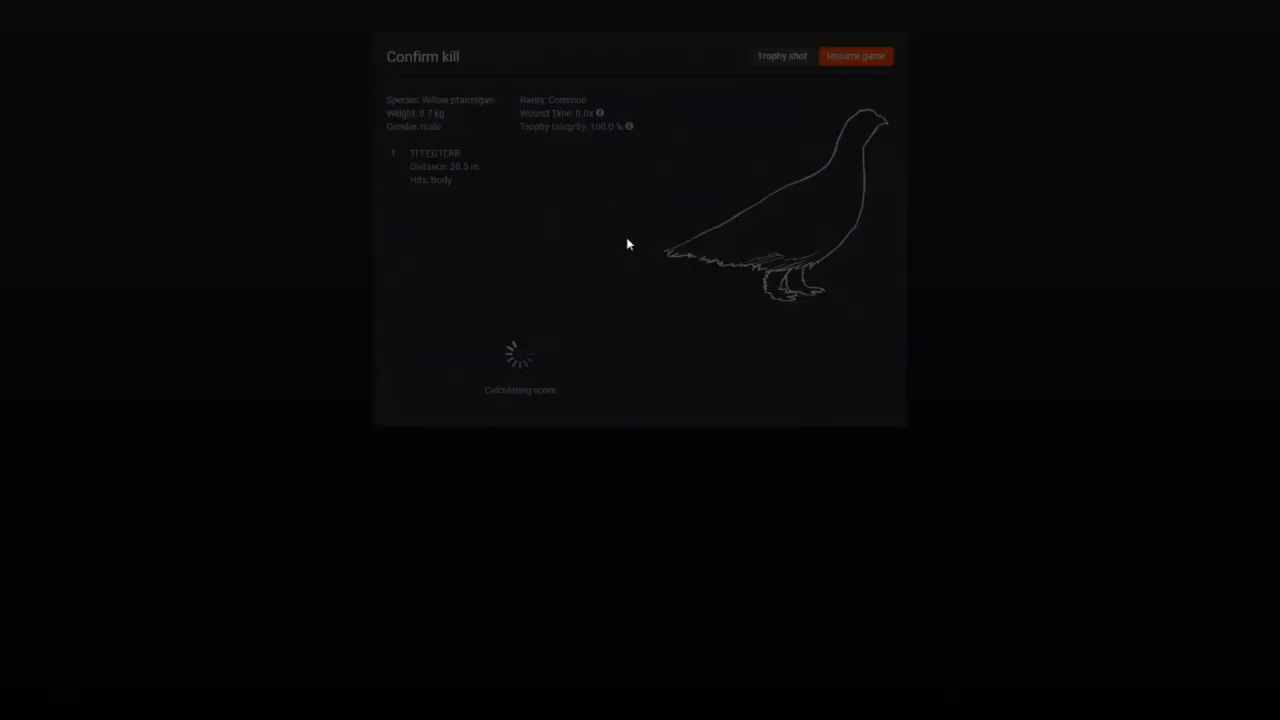 Confirm kill
Trophy shot
Resume game
Species: Willow ptarmigan
Rarity: Common
Weight: 0.7 kg
Wound Time: 0.0s
Gender: male
Trophy Integrity: 100.0 %
1
Distance: 20.5 m
Hits: Body
Calculating score